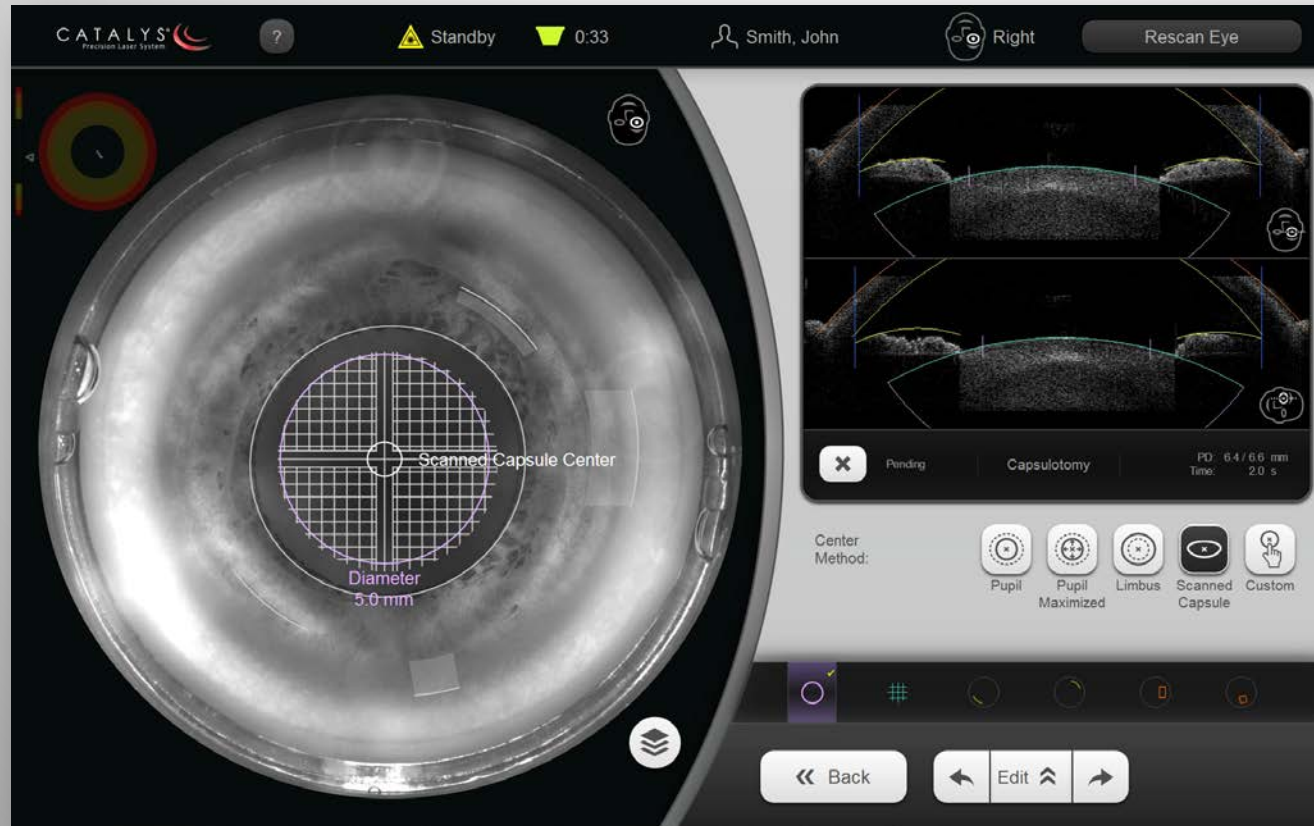 CATALYS®
Precision Laser System
?
Standby
0:33
Smith, John
Right
Rescan Eye
Scanned Capsule Center
Diameter
5.0 mm
Pending
Capsulotomy
PD: 6.4 / 6.6 mm
Time: 2.0 s
Center
Method:
Pupil
Pupil
Maximized
Limbus
Scanned
Capsule
Custom
Back
Edit